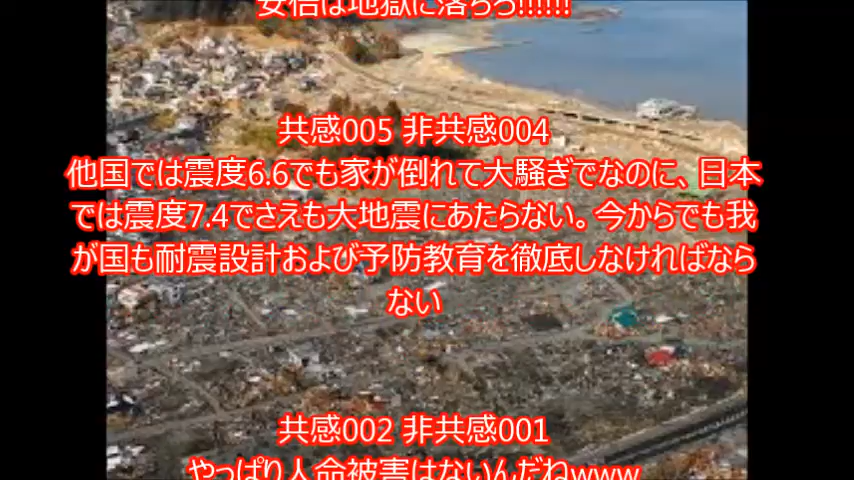 安倍は地獄に落ちろ!!!!!!
共感005 非共感004
他国では震度6.6でも家が倒れて大騒ぎでなのに、日本
では震度7.4でさえも大地震にあたらない。今からでも我
が国も耐震設計および予防教育を徹底しなければなら
ない
共感002 非共感001
やっぱり人命被害はないんだねwww